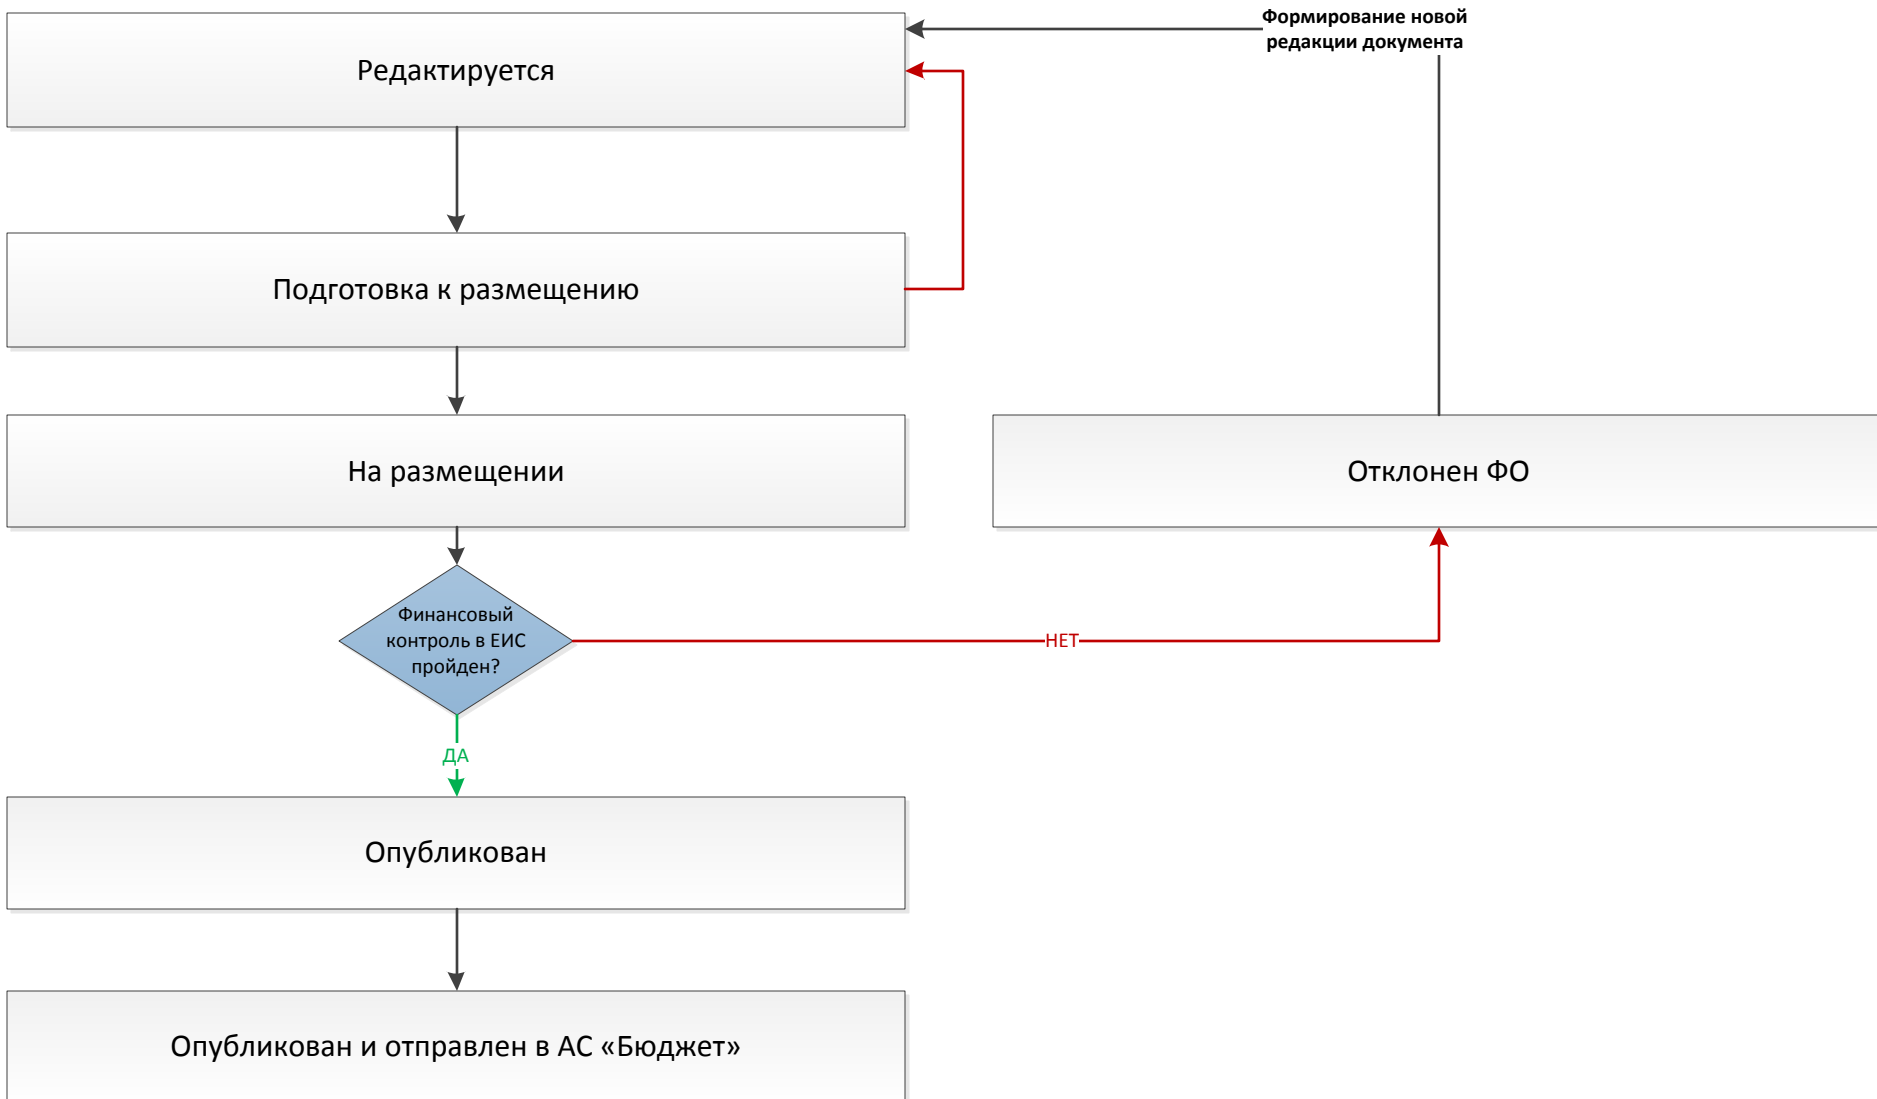 Формирование новой
редакции документа
Редактируется
Подготовка к размещению
На размещении
Отклонен ФО
Финансовый
контроль в ЕИС
пройден?
НЕТ
ДА
Опубликован
Опубликован и отправлен в АС «Бюджет»